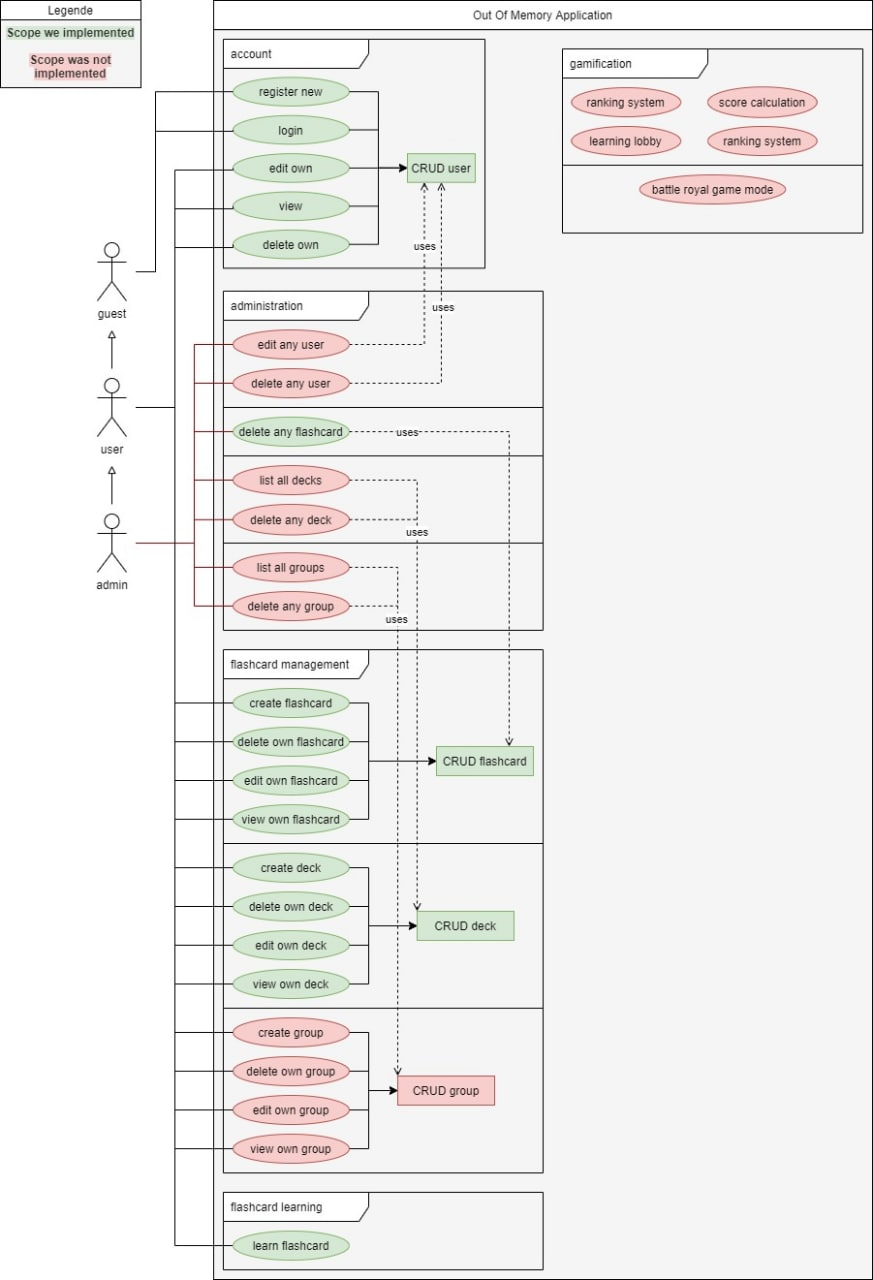 Legende
Scope we implemented
Scope was not
implemented
Out Of Memory Application
account
register new
login
edit own
view
delete own
CRUD user
uses
uses
gamification
ranking system
score calculation
learning lobby
ranking system
battle royal game mode
guest
user
admin
administration
edit any user
delete any user
delete any flashcard
uses
list all decks
delete any deck
uses
list all groups
delete any group
uses
flashcard management
create flashcard
delete own flashcard
edit own flashcard
view own flashcard
CRUD flashcard
create deck
delete own deck
edit own deck
view own deck
CRUD deck
create group
delete own group
edit own group
view own group
CRUD group
flashcard learning
learn flashcard